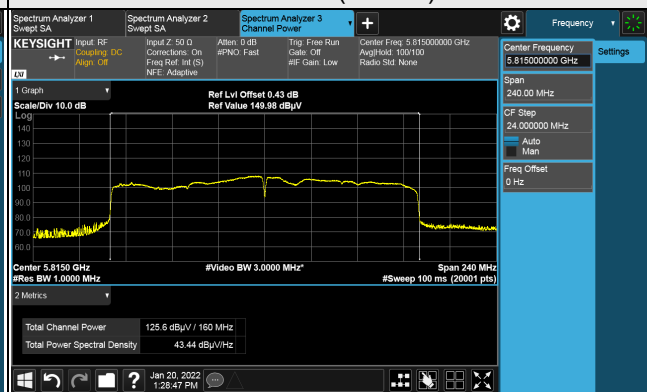 Spectrum Analyzer 1
Swept SA
Spectrum Analyzer 2
Swept SA
Spectrum Analyzer 3
Channel Power
+
Frequency
KEYSIGHT
LXI
Input: RF
Coupling: DC
Align: Off
Input Z: 50 Ω
Corrections: On
Freq Ref: Int (S)
NFE: Adaptive
Atten: 0 dB
#PNO: Fast
Trig: Free Run
Gate: Off
#IF Gain: Low
Center Freq: 5.815000000 GHz
Avg|Hold: 100/100
Radio Std: None
Center Frequency
5.815000000 GHz
Settings
Span
240.00 MHz
CF Step
24.000000 MHz
Auto
Man
Freq Offset
0 Hz
1 Graph
Scale/Div 10.0 dB
Ref Lvl Offset 0.43 dB
Ref Value 149.98 dBµV
Log
140
130
120
110
100
90.0
80.0
70.0
60.0
Center 5.8150 GHz
#Res BW 1.0000 MHz
#Video BW 3.0000 MHz*
Span 240 MHz
#Sweep 100 ms (20001 pts)
2 Metrics
Total Channel Power 125.6 dBµV / 160 MHz
Total Power Spectral Density 43.44 dBµV/Hz
?
Jan 20, 2022
1:28:47 PM